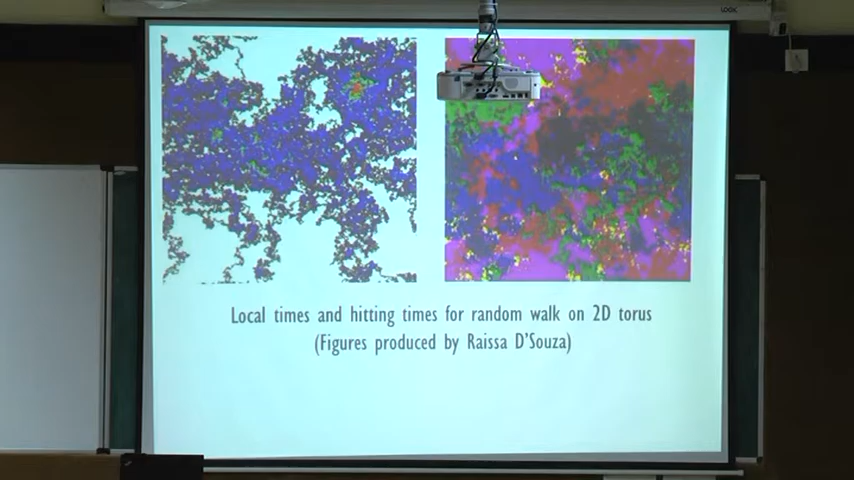 Local times and hitting times for random walk on 2D torus
(Figures produced by Raissa D'Souza)